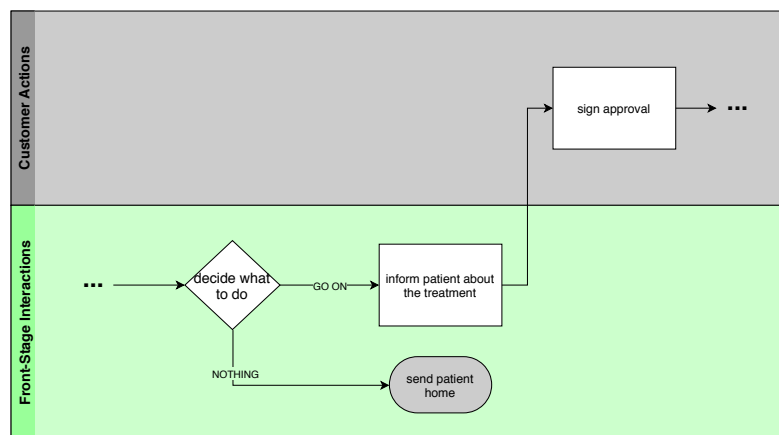 Customer Actions
sign approval
...
Front-Stage Interactions
...
decide what
to do
GO ON
inform patient about
the treatment
NOTHING
send patient
home